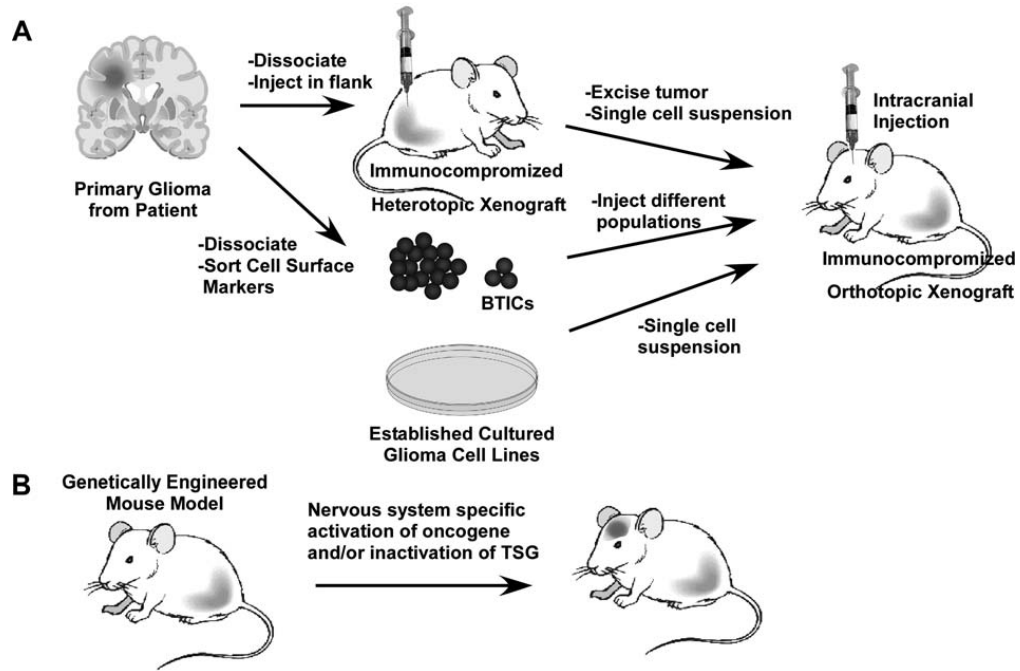 A
Primary Glioma
from Patient
-Dissociate
-Inject in flank
Immunocompromized
Heterotopic Xenograft
-Excise tumor
-Single cell suspension
Intracranial
Injection
-Dissociate
-Sort Cell Surface
Markers
BTICs
-Inject different
populations
Immunocompromized
Orthotopic Xenograft
-Single cell
suspension
Established Cultured
Glioma Cell Lines
B
Genetically Engineered
Mouse Model
Nervous system specific
activation of oncogene
and/or inactivation of TSG